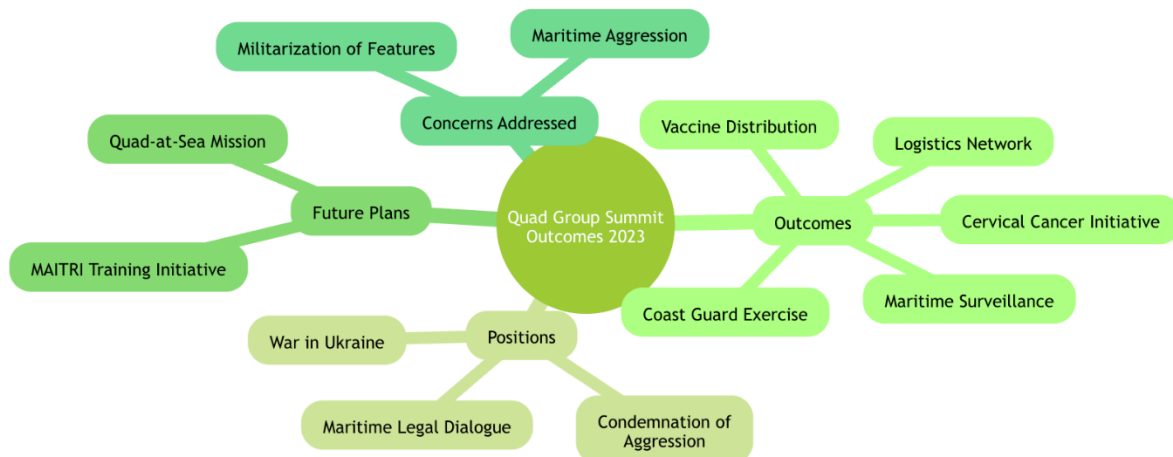 Militarization of Features
Maritime Aggression
Concerns Addressed
Quad-at-Sea Mission
Future Plans
MAITRI Training Initiative
Quad Group Summit
Outcomes 2023
Vaccine Distribution
Logistics Network
Outcomes
Cervical Cancer Initiative
Coast Guard Exercise
Maritime Surveillance
Positions
War in Ukraine
Maritime Legal Dialogue
Condemnation of
Aggression